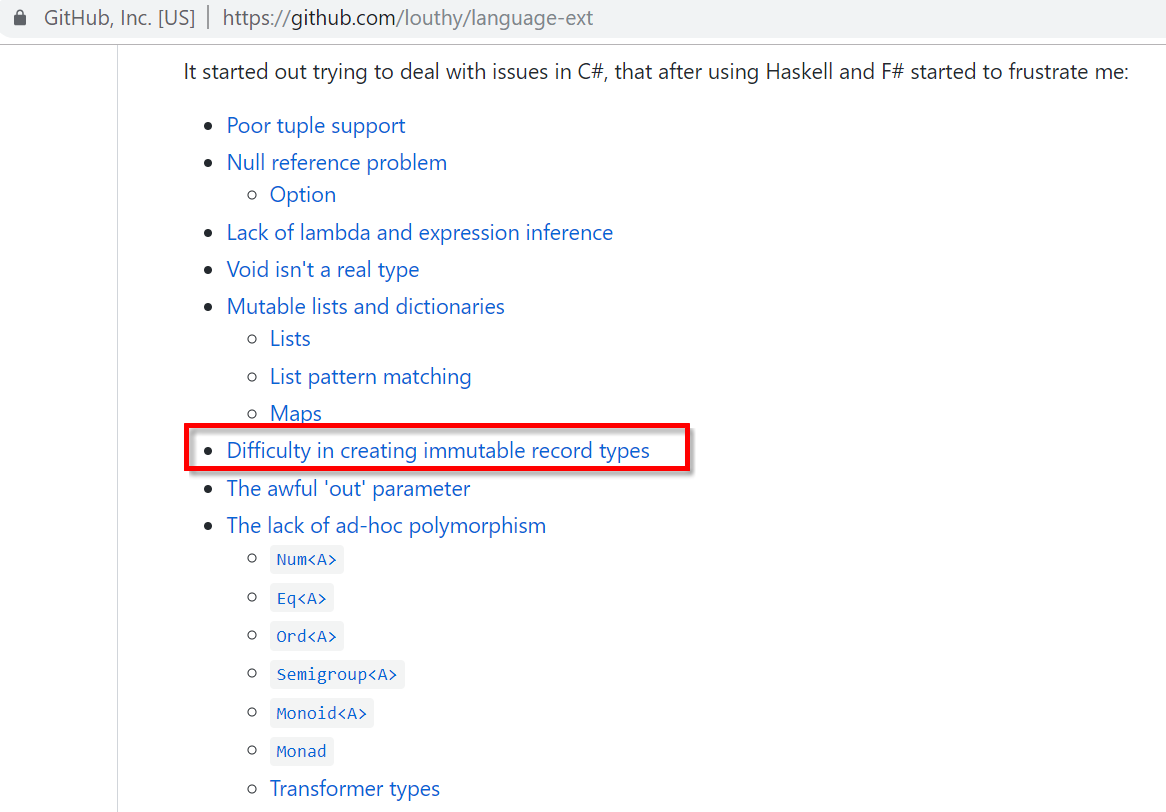 GitHub, Inc. [US] | https://github.com/louthy/language-ext
It started out trying to deal with issues in C#, that after using Haskell and F# started to frustrate me:
Poor tuple support
Null reference problem
Option
Lack of lambda and expression inference
Void isn't a real type
Mutable lists and dictionaries
Lists
List pattern matching
Maps
Difficulty in creating immutable record types
The awful 'out' parameter
The lack of ad-hoc polymorphism
Num<A>
Eq<A>
Ord<A>
Semigroup<A>
Monoid<A>
Monad
Transformer types